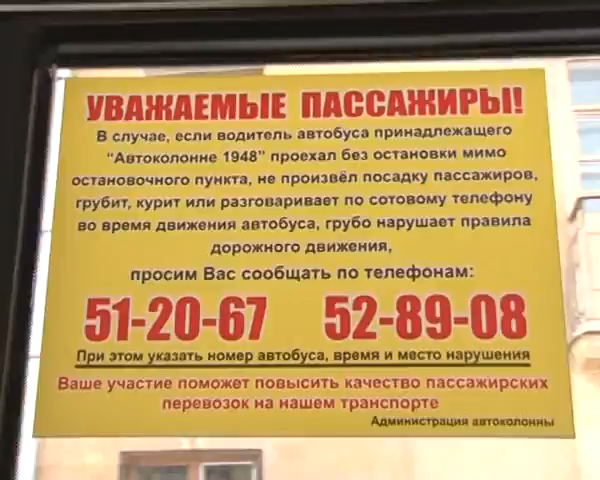 УВАЖАЕМЫЕ ПАССАЖИРЫ!
В случае, если водитель автобуса принадлежащего
“Автоколонне 1948” проехал без остановки мимо
остановочного пункта, не произвёл посадку пассажиров,
грубит, курит или разговаривает по сотовому телефону
во время движения автобуса, грубо нарушает правила
дорожного движения,
просим Вас сообщать по телефонам:
51-20-67 52-89-08
При этом указать номер автобуса, время и место нарушения
Ваше участие поможет повысить качество пассажирских
перевозок на нашем транспорте
Администрация автоколонны